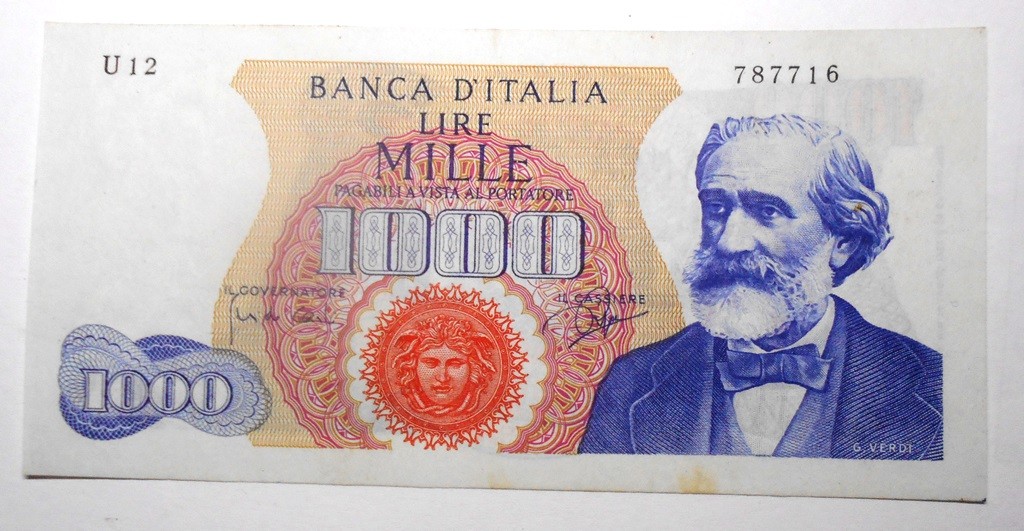 U 12
787716
BANCA D'ITALIA
LIRE
MILLE
PAGABILI A VISTA AL PORTATORE
1000
IL GOVERNATORE
IL CASSIERE
1000
G. VERDI